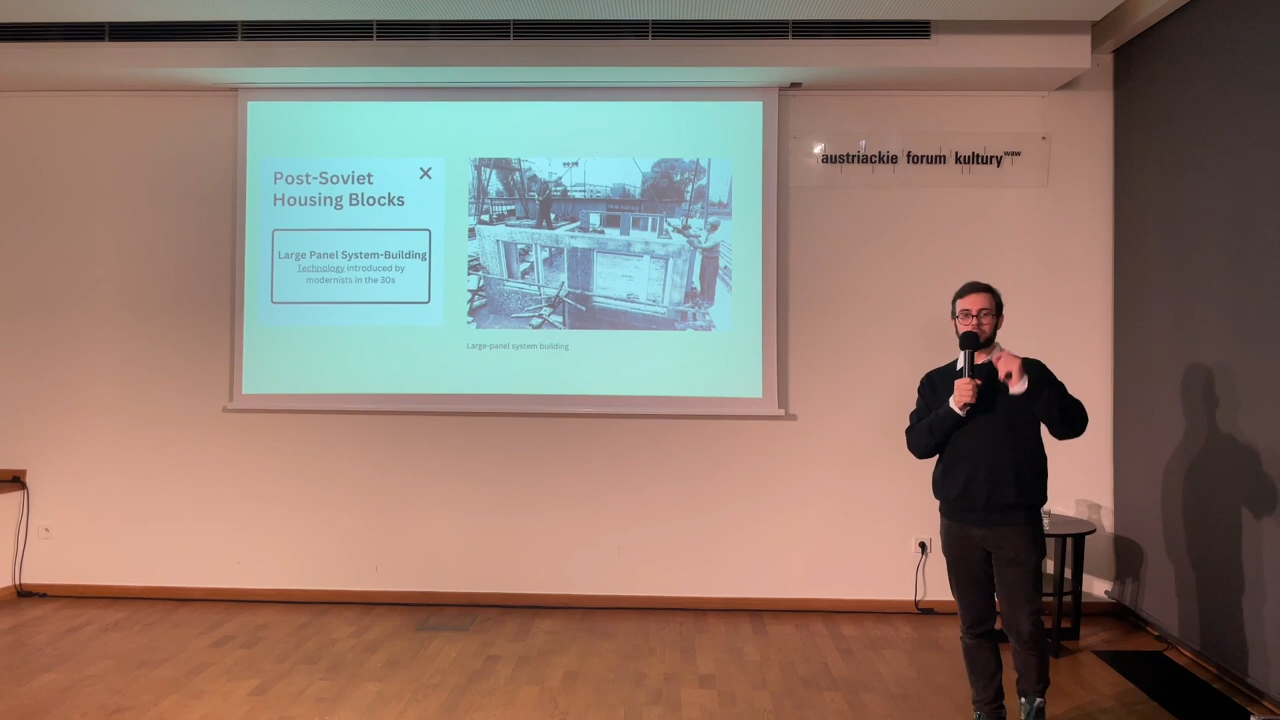 Post-Soviet
Housing Blocks
Large Panel System-Building
Technology introduced by
modernists in the 30s
Large-panel system building
austriackie forum kultury waw